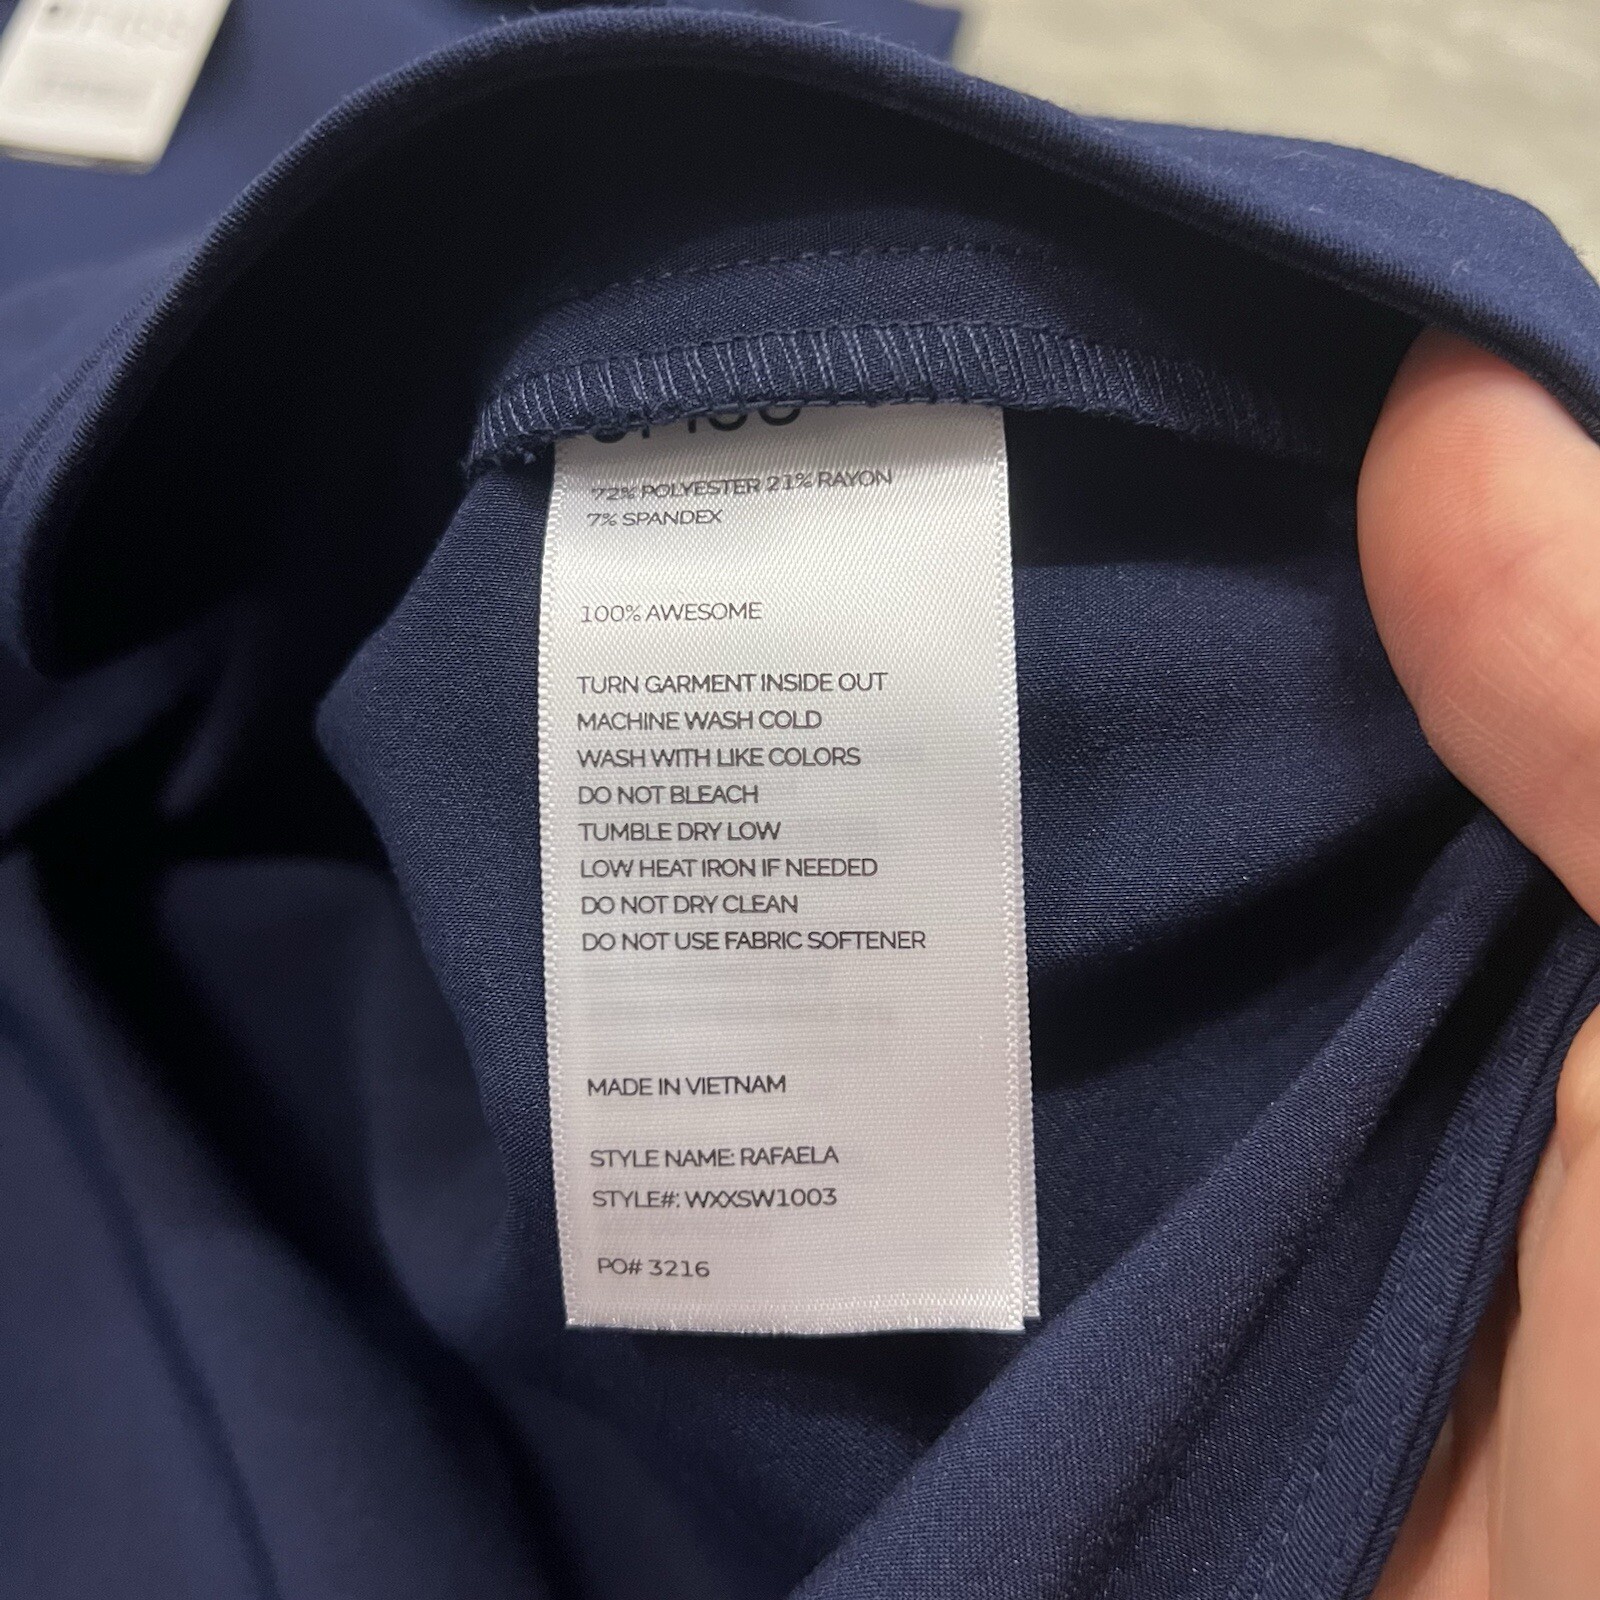 72% POLYESTER 21% RAYON
7% SPANDEX
100% AWESOME
TURN GARMENT INSIDE OUT
MACHINE WASH COLD
WASH WITH LIKE COLORS
DO NOT BLEACH
TUMBLE DRY LOW
LOW HEAT IRON IF NEEDED
DO NOT DRY CLEAN
DO NOT USE FABRIC SOFTENER
MADE IN VIETNAM
STYLE NAME: RAFAELA
STYLE#: WXXSW1003
PO# 3216